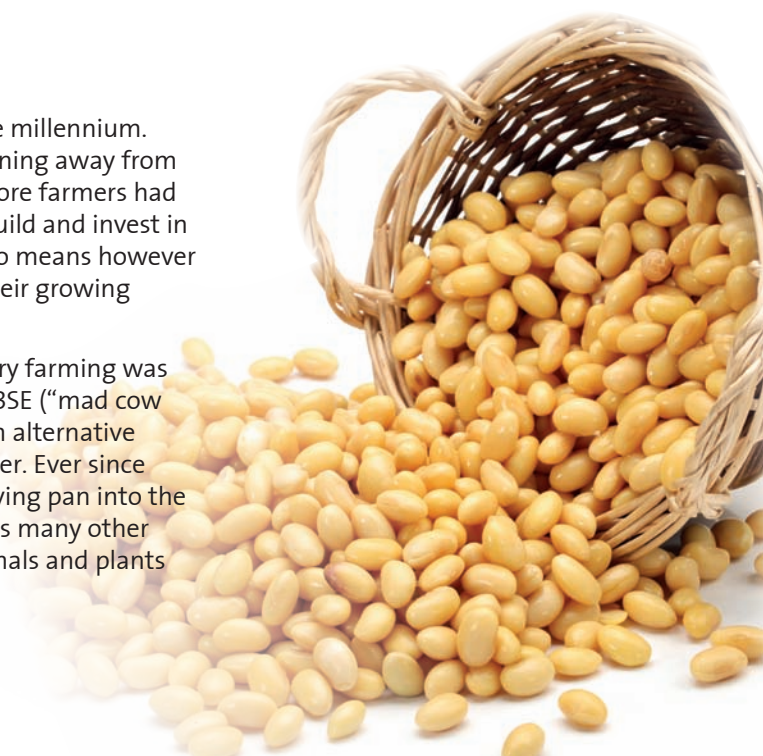 e millennium.
ning away from
ore farmers had
uild and invest in
o means however
eir growing
ry farming was
BSE (“mad cow
n alternative
er. Ever since
ying pan into the
s many other
nals and plants